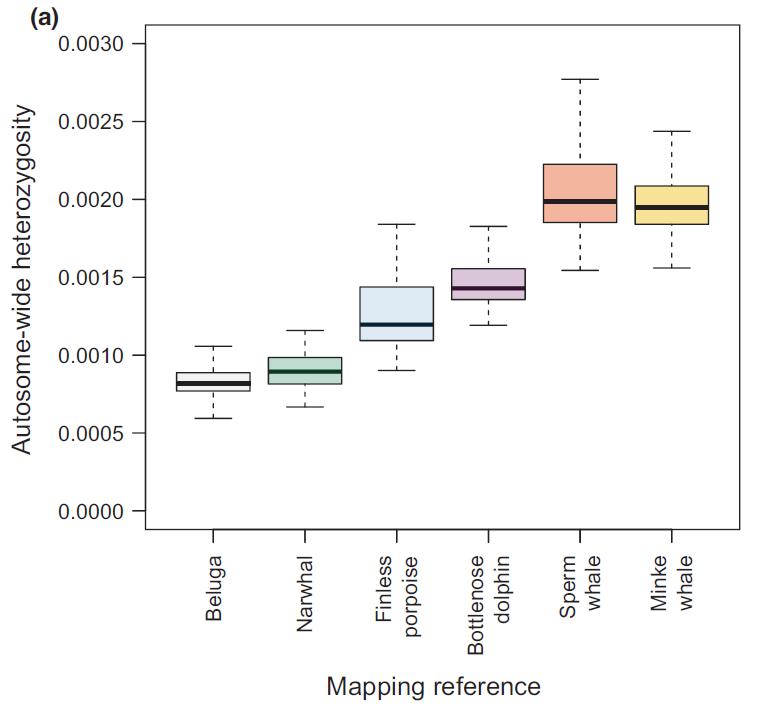 (a)
Autosome-wide heterozygosity
0.0030
0.0025
0.0020
0.0015
0.0010
0.0005
0.0000
Beluga
Narwhal
Finless
porpoise
Bottlenose
dolphin
Sperm
whale
Minke
whale
Mapping reference